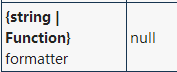 {string |
Function}
formatter
null